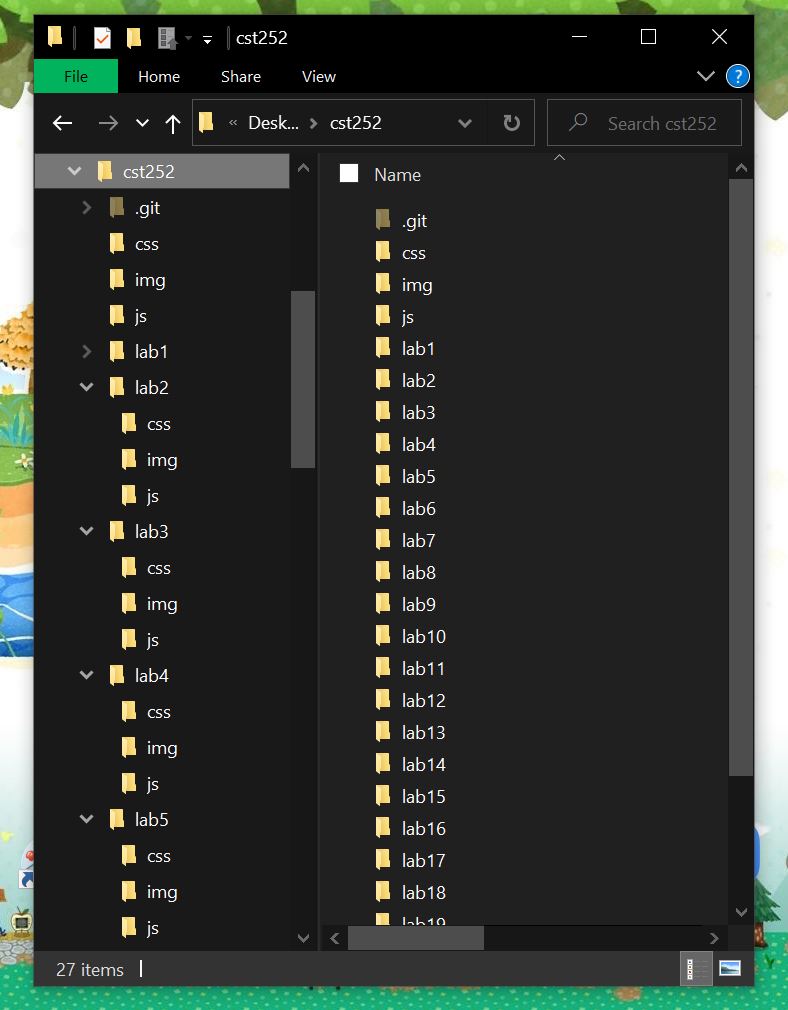 cst252
File Home Share View ?
« Desk... cst252 Search cst252
cst252
.git
css
img
js
lab1
lab2
css
img
js
lab3
css
img
js
lab4
css
img
js
lab5
css
img
js
Name
.git
css
img
js
lab1
lab2
lab3
lab4
lab5
lab6
lab7
lab8
lab9
lab10
lab11
lab12
lab13
lab14
lab15
lab16
lab17
lab18
lab19
27 items